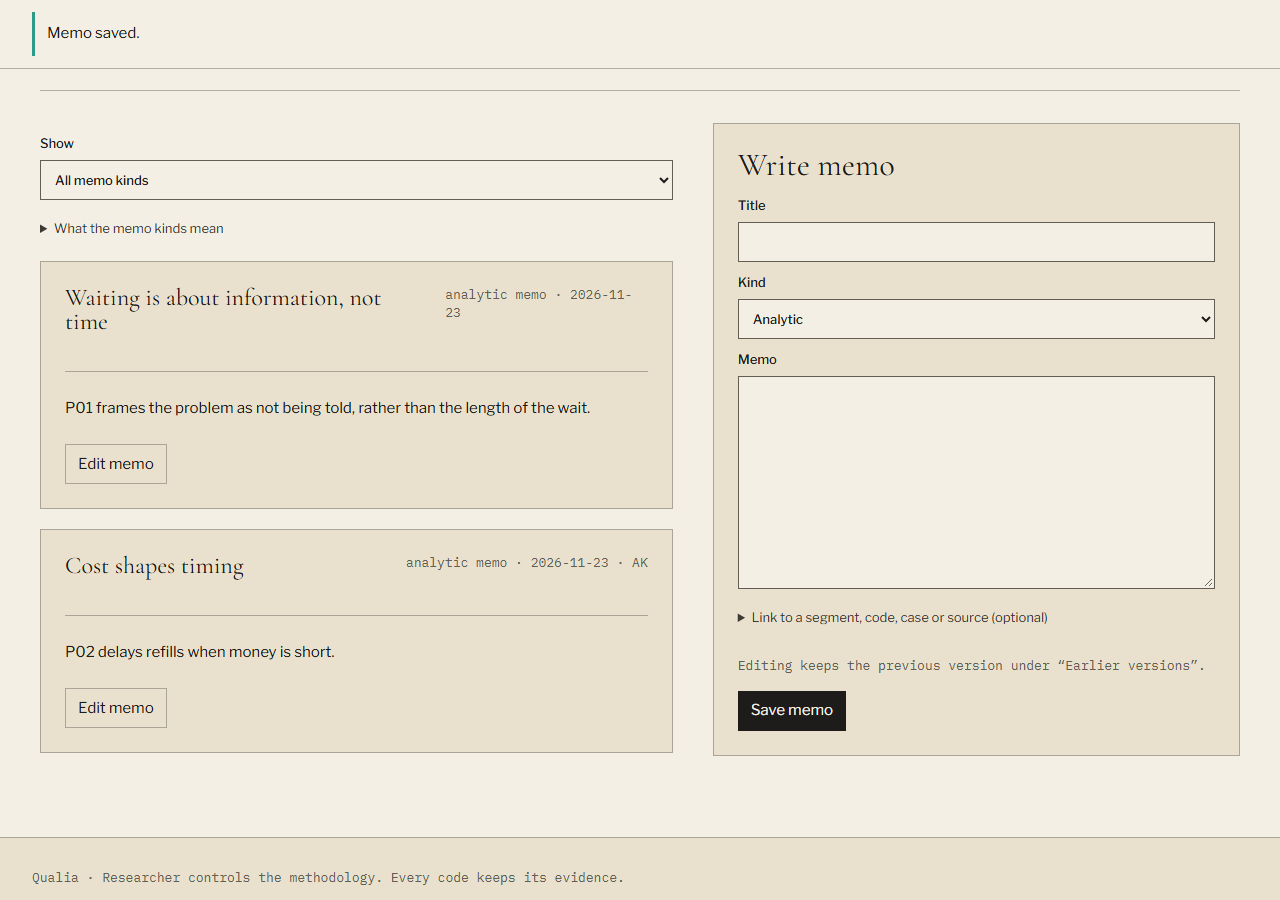 Memo saved.
Show
All memo kinds
What the memo kinds mean
Waiting is about information, not
time
analytic memo · 2026-11-
23
P01 frames the problem as not being told, rather than the length of the wait.
Edit memo
Cost shapes timing
analytic memo · 2026-11-23 · AK
P02 delays refills when money is short.
Edit memo
Write memo
Title
Kind
Analytic
Memo
Link to a segment, code, case or source (optional)
Editing keeps the previous version under “Earlier versions”.
Save memo
Qualia · Researcher controls the methodology. Every code keeps its evidence.